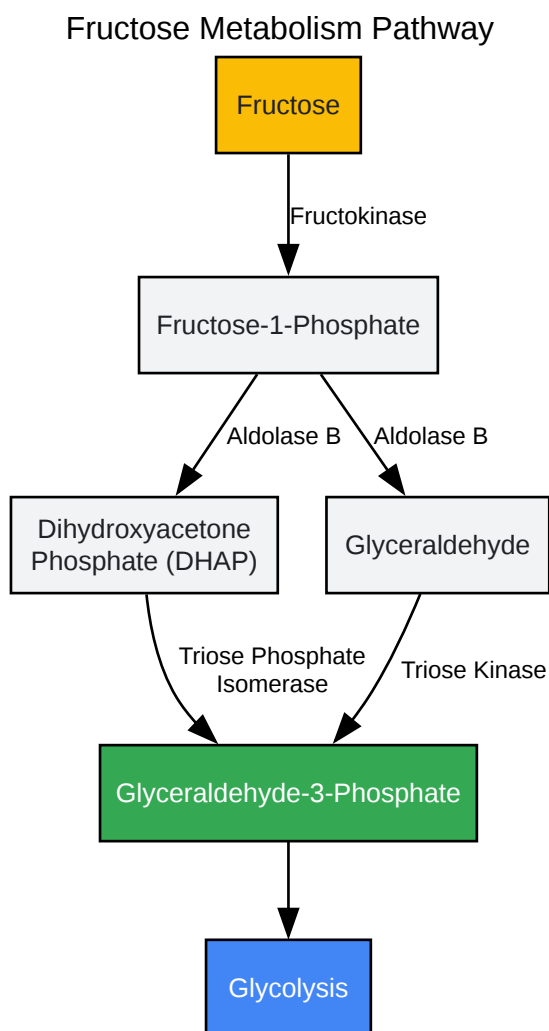 Fructose Metabolism Pathway
Fructose
Fructokinase
Fructose-1-Phosphate
Aldolase B
Aldolase B
Dihydroxyacetone
Phosphate (DHAP)
Glyceraldehyde
Triose Phosphate
Isomerase
Triose Kinase
Glyceraldehyde-3-Phosphate
Glycolysis